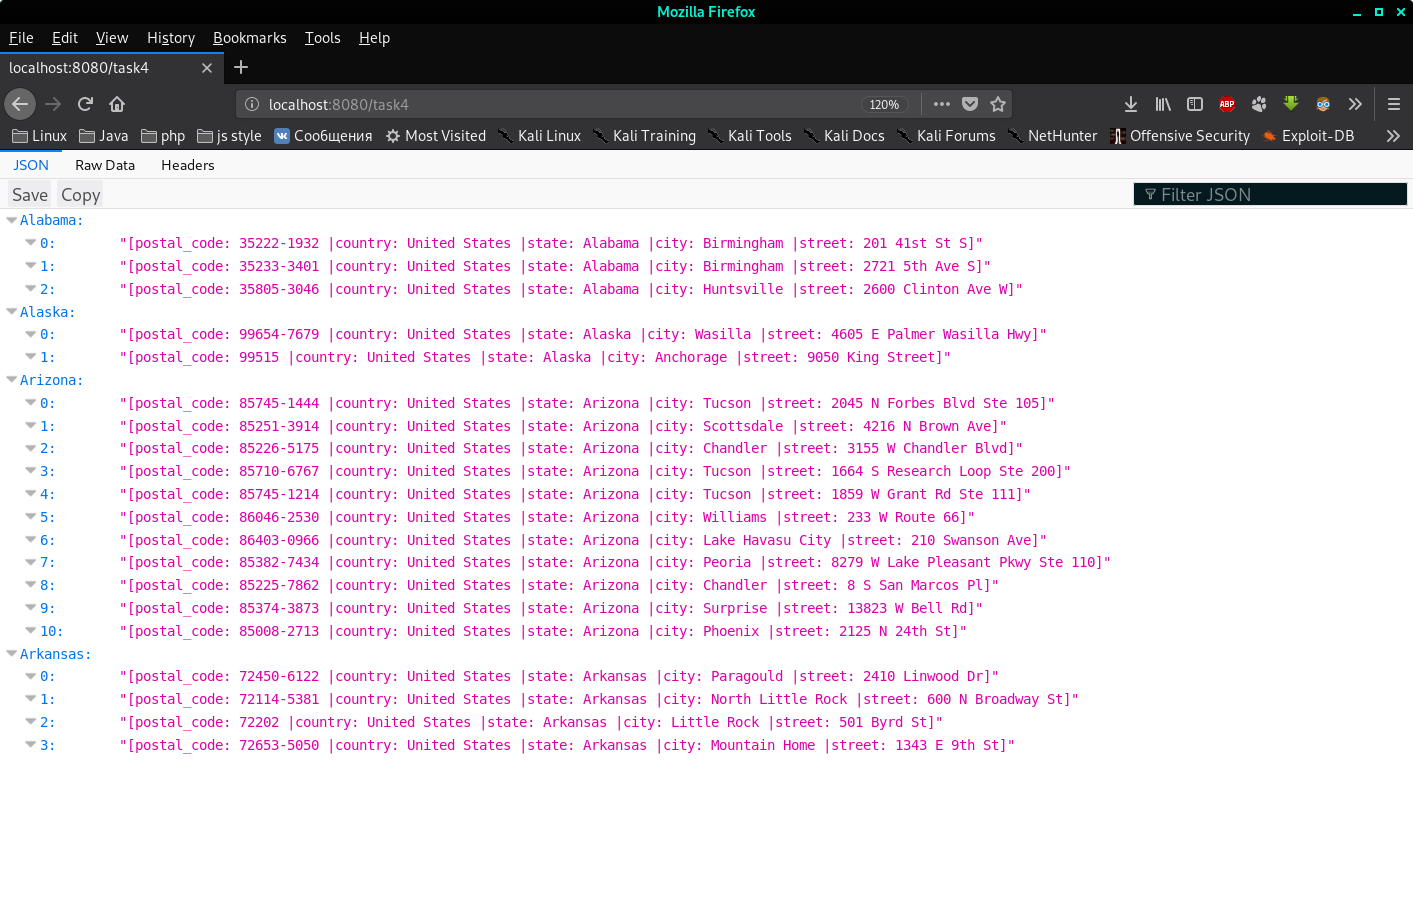 Mozilla Firefox
File Edit View History Bookmarks Tools Help
localhost:8080/task4
localhost:8080/task4 120%
ABP
Linux Java php js style Сообщения Most Visited Kali Linux Kali Training Kali Tools Kali Docs Kali Forums NetHunter Offensive Security Exploit-DB
JSON Raw Data Headers
Save Copy Filter JSON
Alabama:
0: "[postal_code: 35222-1932 |country: United States |state: Alabama |city: Birmingham |street: 201 41st St S]"
1: "[postal_code: 35233-3401 |country: United States |state: Alabama |city: Birmingham |street: 2721 5th Ave S]"
2: "[postal_code: 35805-3046 |country: United States |state: Alabama |city: Huntsville |street: 2600 Clinton Ave W]"
Alaska:
0: "[postal_code: 99654-7679 |country: United States |state: Alaska |city: Wasilla |street: 4605 E Palmer Wasilla Hwy]"
1: "[postal_code: 99515 |country: United States |state: Alaska |city: Anchorage |street: 9050 King Street]"
Arizona:
0: "[postal_code: 85745-1444 |country: United States |state: Arizona |city: Tucson |street: 2045 N Forbes Blvd Ste 105]"
1: "[postal_code: 85251-3914 |country: United States |state: Arizona |city: Scottsdale |street: 4216 N Brown Ave]"
2: "[postal_code: 85226-5175 |country: United States |state: Arizona |city: Chandler |street: 3155 W Chandler Blvd]"
3: "[postal_code: 85710-6767 |country: United States |state: Arizona |city: Tucson |street: 1664 S Research Loop Ste 200]"
4: "[postal_code: 85745-1214 |country: United States |state: Arizona |city: Tucson |street: 1859 W Grant Rd Ste 111]"
5: "[postal_code: 86046-2530 |country: United States |state: Arizona |city: Williams |street: 233 W Route 66]"
6: "[postal_code: 86403-0966 |country: United States |state: Arizona |city: Lake Havasu City |street: 210 Swanson Ave]"
7: "[postal_code: 85382-7434 |country: United States |state: Arizona |city: Peoria |street: 8279 W Lake Pleasant Pkwy Ste 110]"
8: "[postal_code: 85225-7862 |country: United States |state: Arizona |city: Chandler |street: 8 S San Marcos Pl]"
9: "[postal_code: 85374-3873 |country: United States |state: Arizona |city: Surprise |street: 13823 W Bell Rd]"
10: "[postal_code: 85008-2713 |country: United States |state: Arizona |city: Phoenix |street: 2125 N 24th St]"
Arkansas:
0: "[postal_code: 72450-6122 |country: United States |state: Arkansas |city: Paragould |street: 2410 Linwood Dr]"
1: "[postal_code: 72114-5381 |country: United States |state: Arkansas |city: North Little Rock |street: 600 N Broadway St]"
2: "[postal_code: 72202 |country: United States |state: Arkansas |city: Little Rock |street: 501 Byrd St]"
3: "[postal_code: 72653-5050 |country: United States |state: Arkansas |city: Mountain Home |street: 1343 E 9th St]"